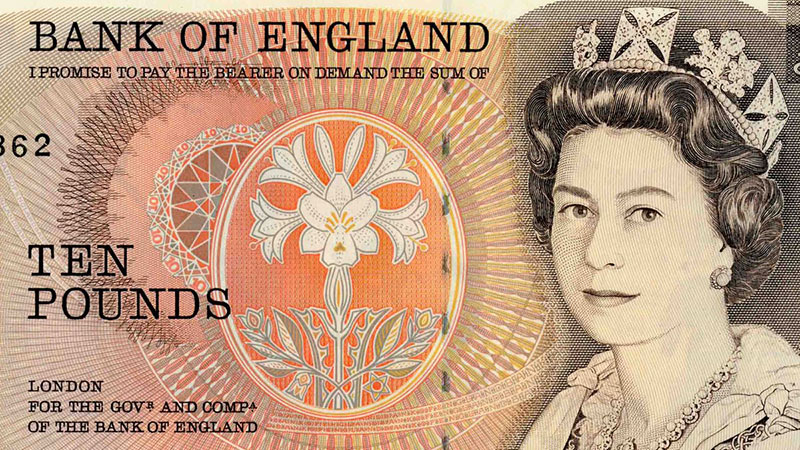 BANK OF ENGLAND
I PROMISE TO PAY THE BEARER ON DEMAND THE SUM OF
362
TEN
POUNDS
LONDON
FOR THE GOVᴿ AND COMPᴬ
OF THE BANK OF ENGLAND